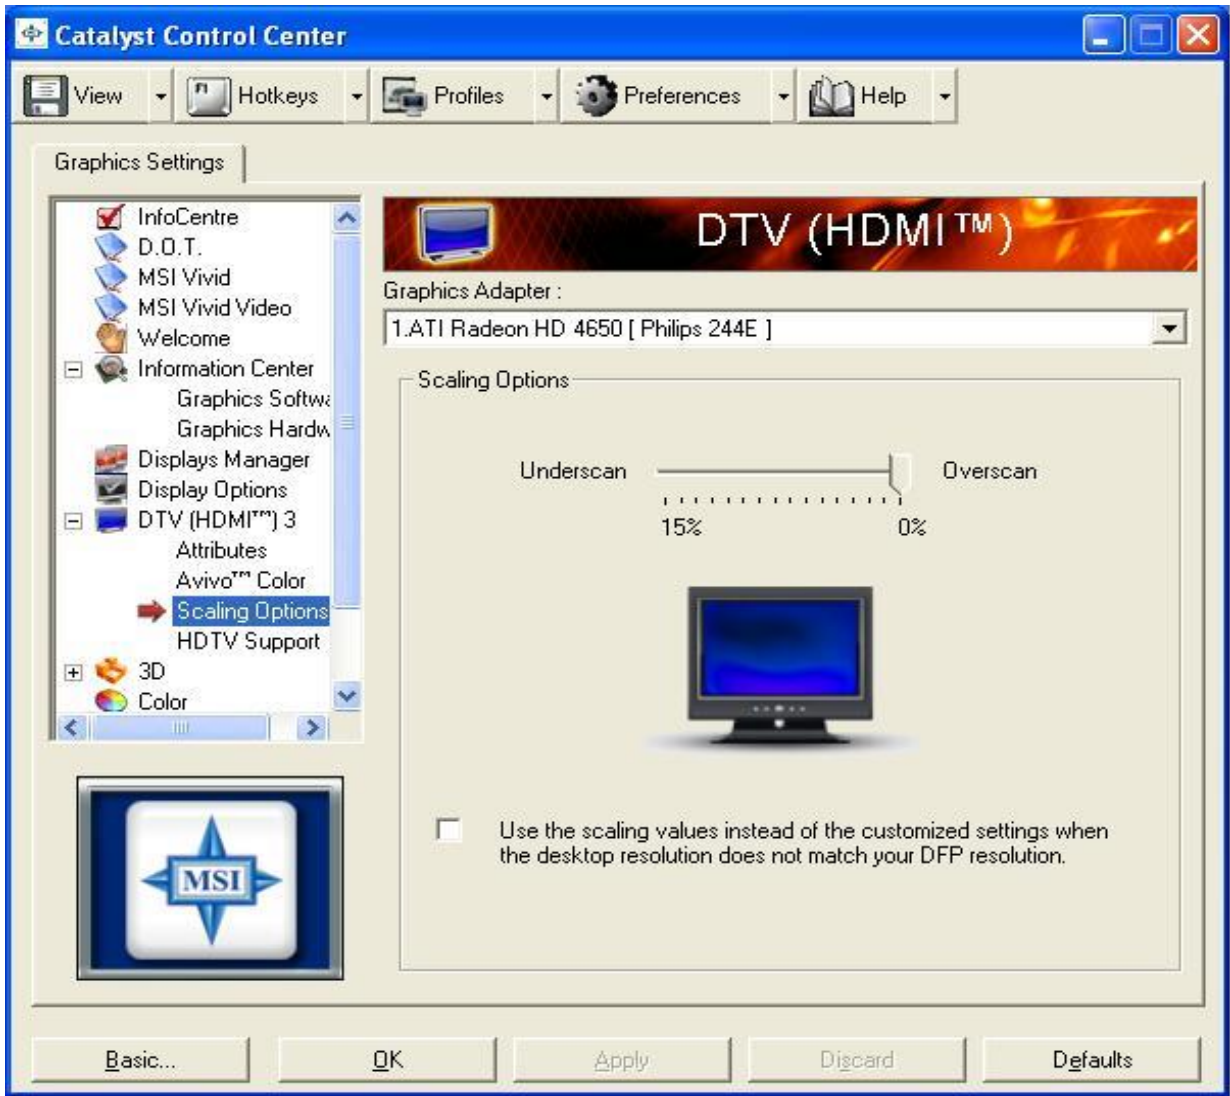 Catalyst Control Center
View
Hotkeys
Profiles
Preferences
Help
Graphics Settings
InfoCentre
D.O.T.
MSI Vivid
MSI Vivid Video
Welcome
Information Center
Graphics Softwa
Graphics Hardw
Displays Manager
Display Options
DTV (HDMI™) 3
Attributes
Avivo™ Color
Scaling Options
HDTV Support
3D
Color
MSI
DTV (HDMI™)
Graphics Adapter :
1.ATI Radeon HD 4650 [ Philips 244E ]
Scaling Options
Underscan
Overscan
15%
0%
Use the scaling values instead of the customized settings when
the desktop resolution does not match your DFP resolution.
Basic...
OK
Apply
Discard
Defaults